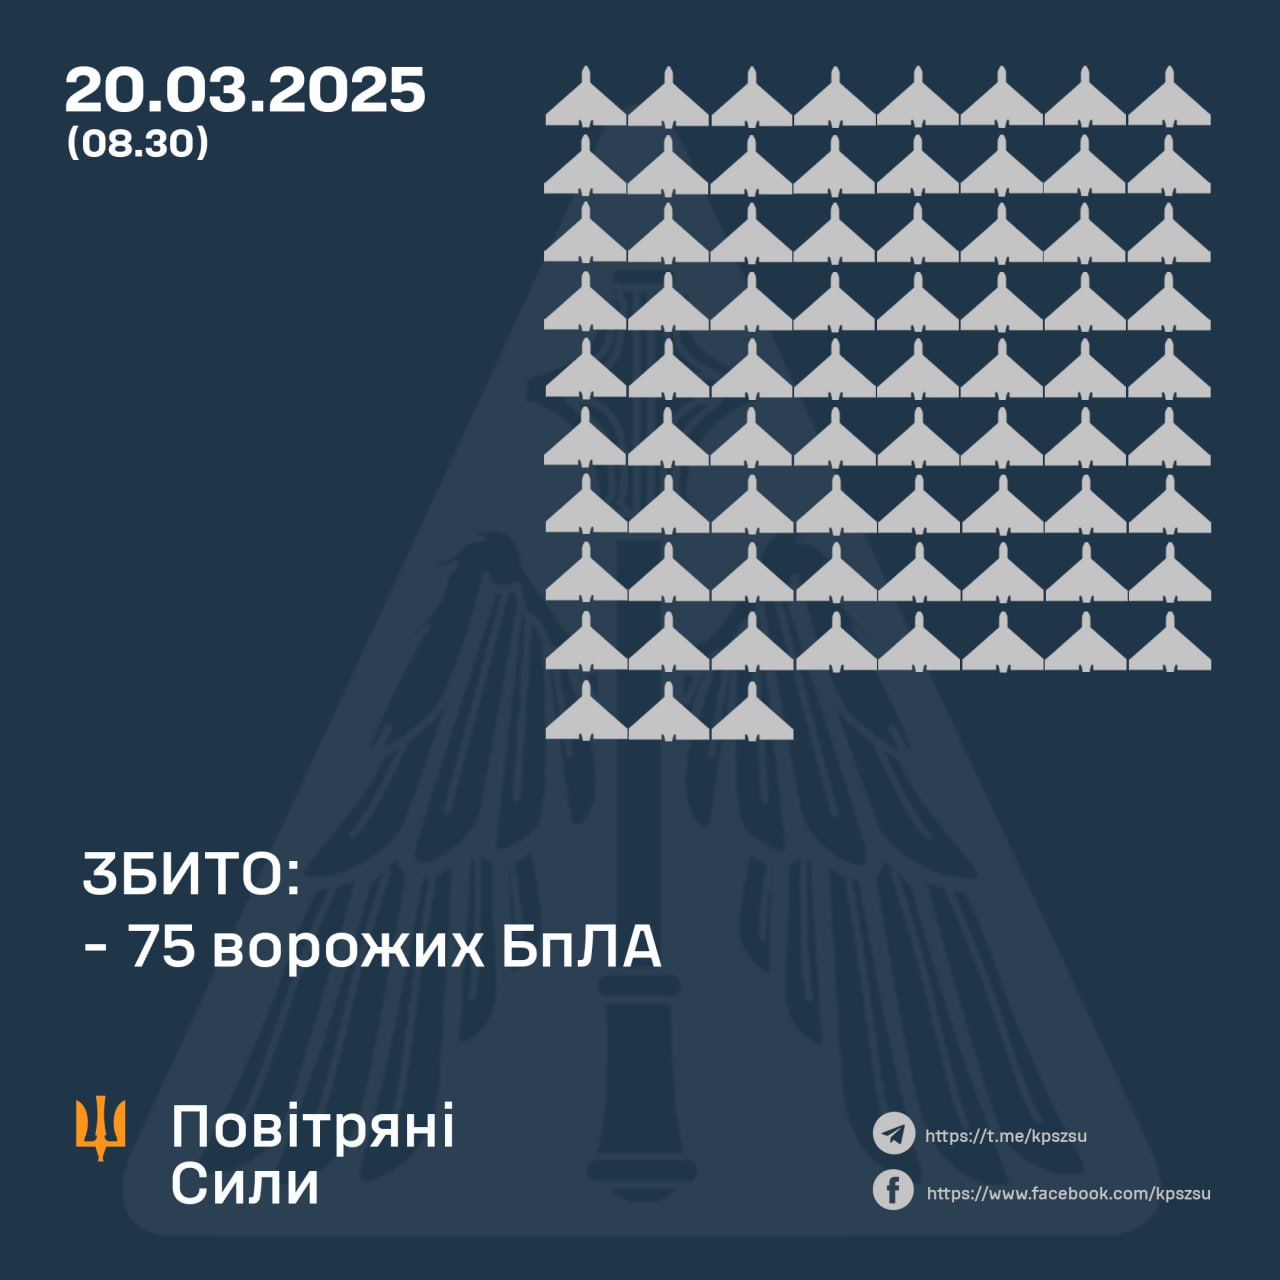 20.03.2025
(08.30)
ЗБИТО:
- 75 ворожих БпЛА
Повітряні
Сили
https://t.me/kpszsu
https://www.facebook.com/kpszsu